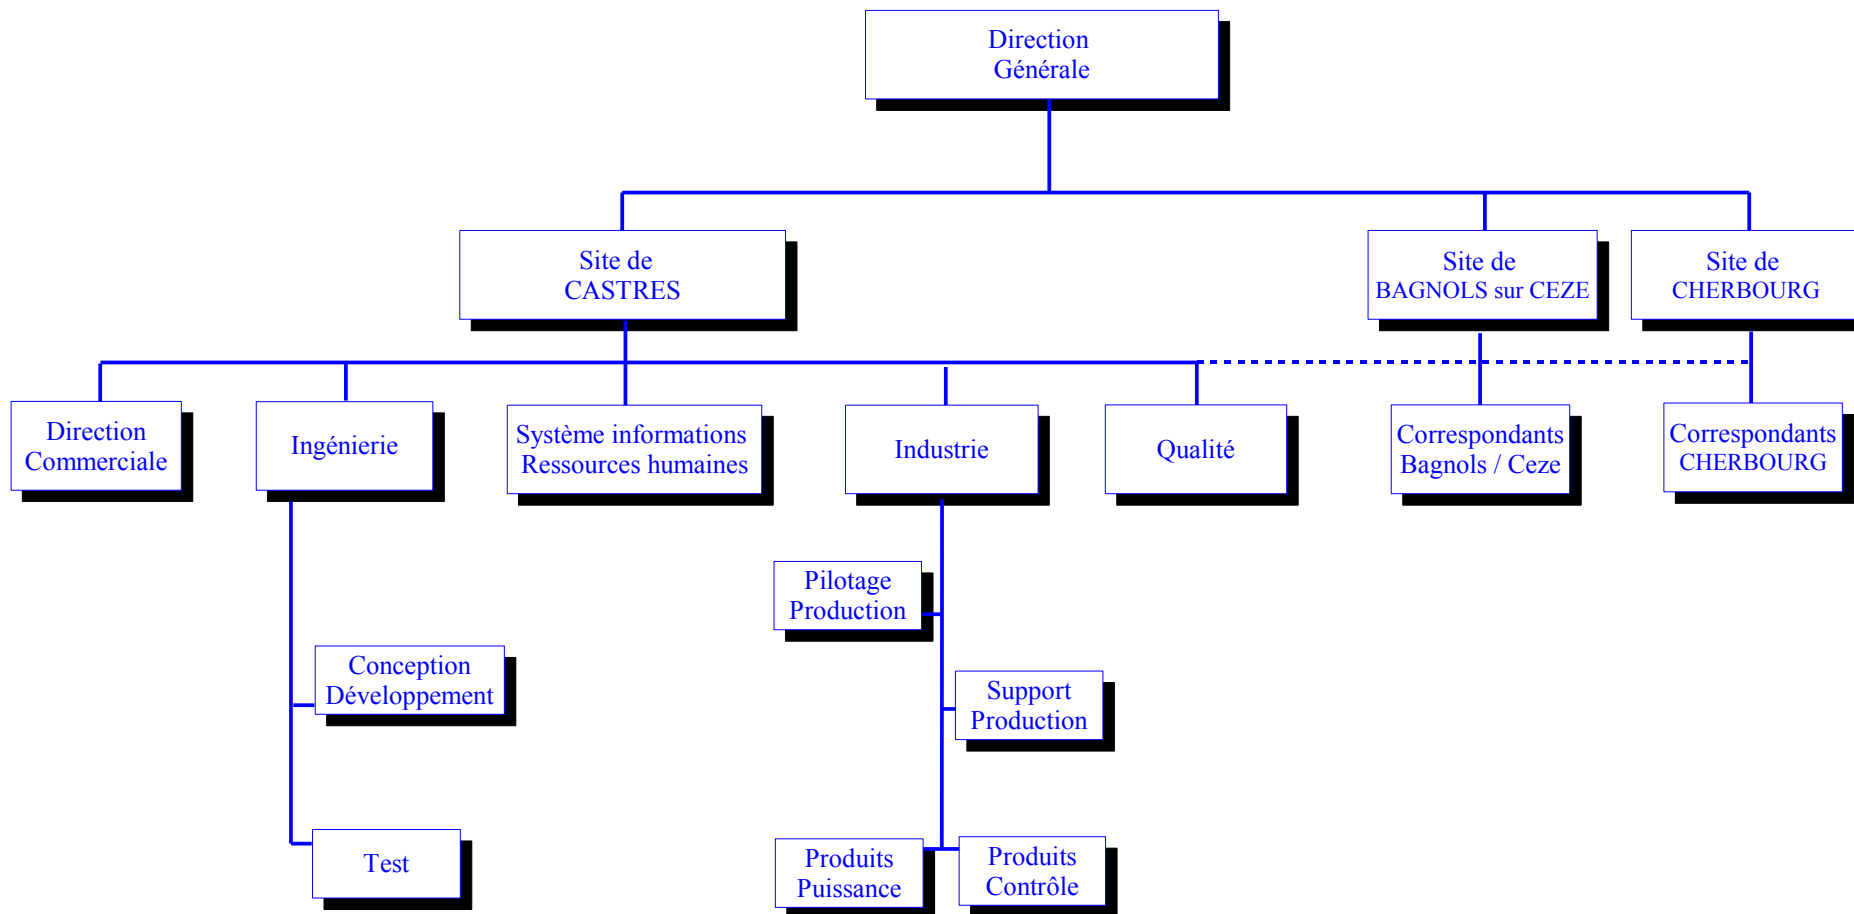 Direction
Générale
Site de
CASTRES
Site de
BAGNOLS sur CEZE
Site de
CHERBOURG
Direction
Commerciale
Ingénierie
Système informations
Ressources humaines
Industrie
Qualité
Correspondants
Bagnols / Ceze
Correspondants
CHERBOURG
Pilotage
Production
Conception
Développement
Support
Production
Test
Produits
Puissance
Produits
Contrôle